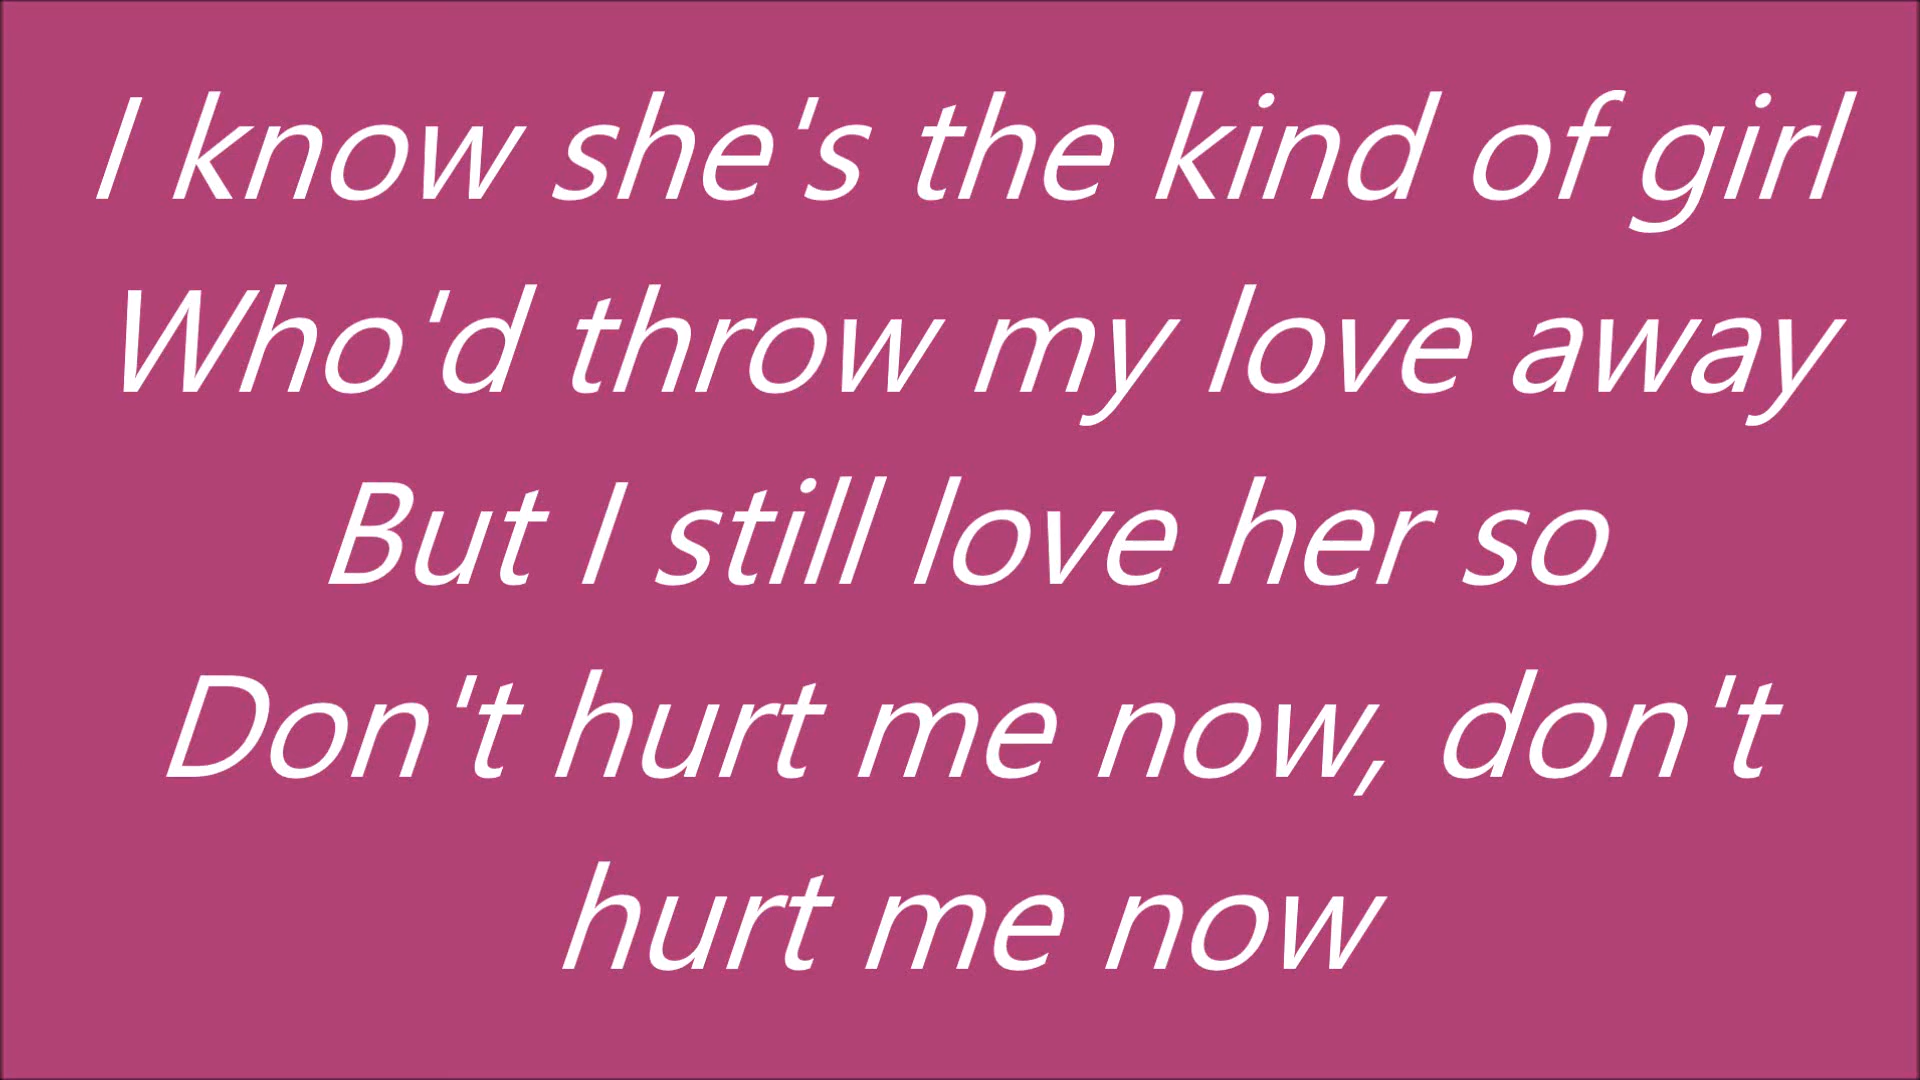 I know she's the kind of girl
Who'd throw my love away
But I still love her so
Don't hurt me now, don't
hurt me now